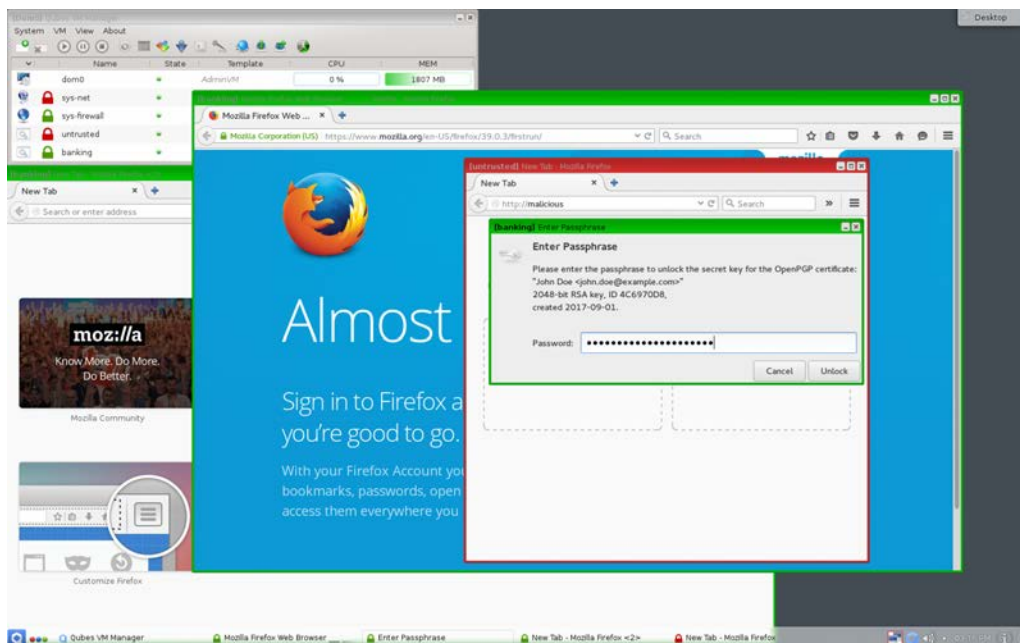 Desktop
System VM View About
Name State Template CPU MEM
dom0 AdminVM 0 % 1807 MB
sys-net
sys-firewall
untrusted
banking
New Tab
Search or enter address
moz://a
Know More. Do More.
Do Better.
Mozilla Community
Customize Firefox
Mozilla Firefox Web ...
Mozilla Corporation (US) https://www.mozilla.org/en-US/firefox/39.0.3/firstrun/ Search
Almost
Sign in to Firefox a
you're good to go.
With your Firefox Account you
bookmarks, passwords, open
access them everywhere you
[untrusted] New Tab - Mozilla Firefox
New Tab
http://malicious Search
[banking] Enter Passphrase
Enter Passphrase
Please enter the passphrase to unlock the secret key for the OpenPGP certificate:
"John Doe <john.doe@example.com>"
2048-bit RSA key, ID 4C6970D8,
created 2017-09-01.
Password:
Cancel Unlock
Qubes VM Manager Mozilla Firefox Web Browser Enter Passphrase New Tab - Mozilla Firefox <2> New Tab - Mozilla Firefox